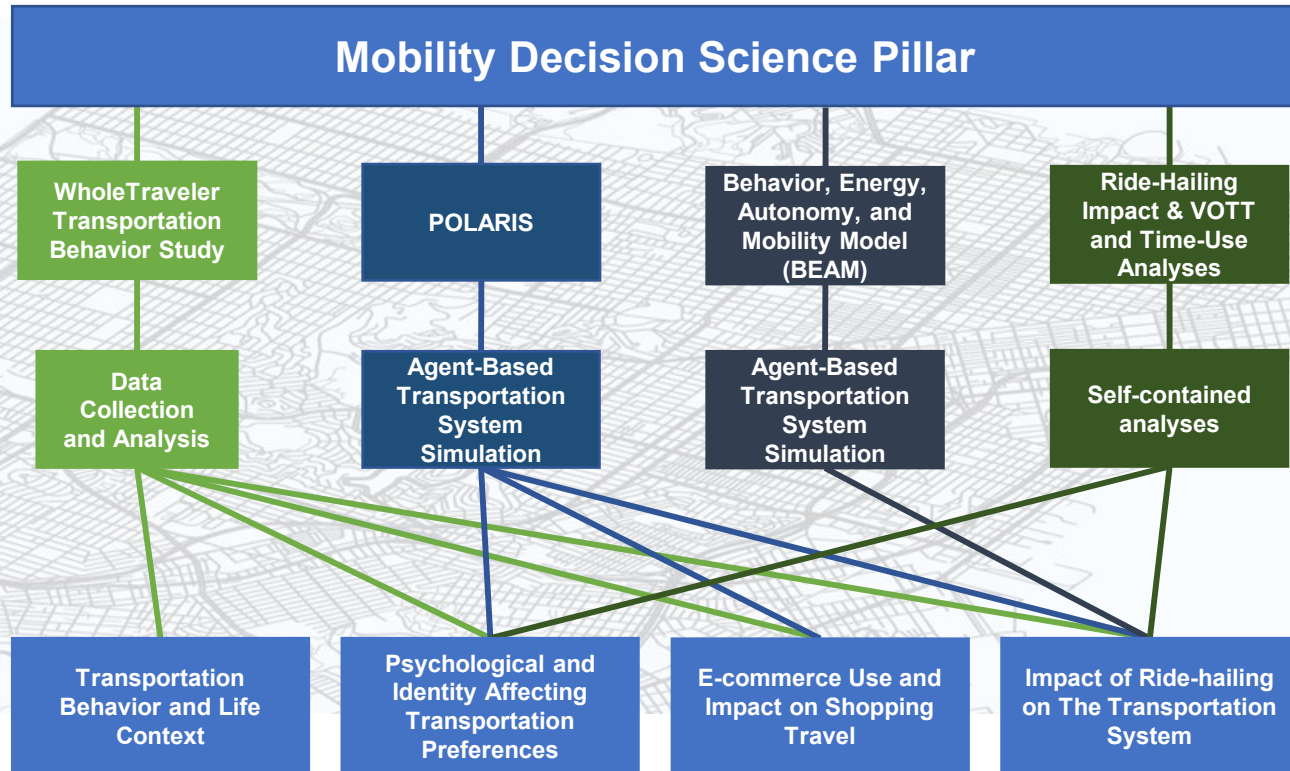 Mobility Decision Science Pillar
WholeTraveler
Transportation
Behavior Study
POLARIS
Behavior, Energy,
Autonomy, and
Mobility Model
(BEAM)
Ride-Hailing
Impact & VOTT
and Time-Use
Analyses
Data
Collection
and Analysis
Agent-Based
Transportation
System
Simulation
Agent-Based
Transportation
System
Simulation
Self-contained
analyses
Transportation
Behavior and Life
Context
Psychological and
Identity Affecting
Transportation
Preferences
E-commerce Use and
Impact on Shopping
Travel
Impact of Ride-hailing
on The Transportation
System